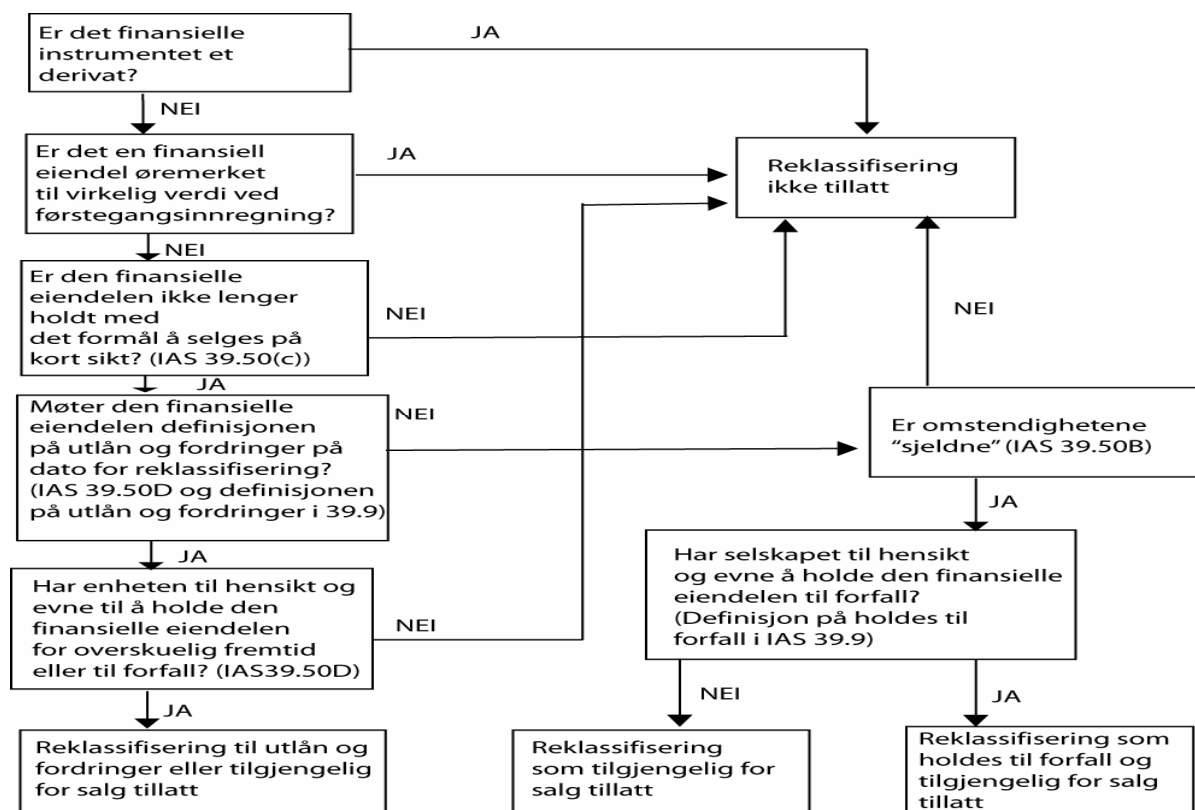 Er det finansielle
instrumentet et
derivat?
JA
NEI
Er det en finansiell
eiendel øremerket
til virkelig verdi ved
førstegangsinnregning?
JA
Reklassifisering
ikke tillatt
NEI
Er den finansielle
eiendelen ikke lenger
holdt med
det formål å selges på
kort sikt? (IAS 39.50(c))
NEI
NEI
JA
Møter den finansielle
eiendelen definisjonen
på utlån og fordringer på
dato for reklassifisering?
(IAS 39.50D og definisjonen
på utlån og fordringer i 39.9)
NEI
Er omstendighetene
“sjeldne” (IAS 39.50B)
JA
JA
Har enheten til hensikt og
evne til å holde den
finansielle eiendelen
for overskuelig fremtid
eller til forfall? (IAS39.50D)
NEI
Har selskapet til hensikt
og evne å holde den finansielle
eiendelen til forfall?
(Definisjon på holdes til
forfall i IAS 39.9)
JA
NEI
JA
Reklassifisering til utlån og
fordringer eller tilgjengelig
for salg tillatt
Reklassifisering
som tilgjengelig for
salg tillatt
Reklassifisering som
holdes til forfall og
tilgjengelig for salg
tillatt